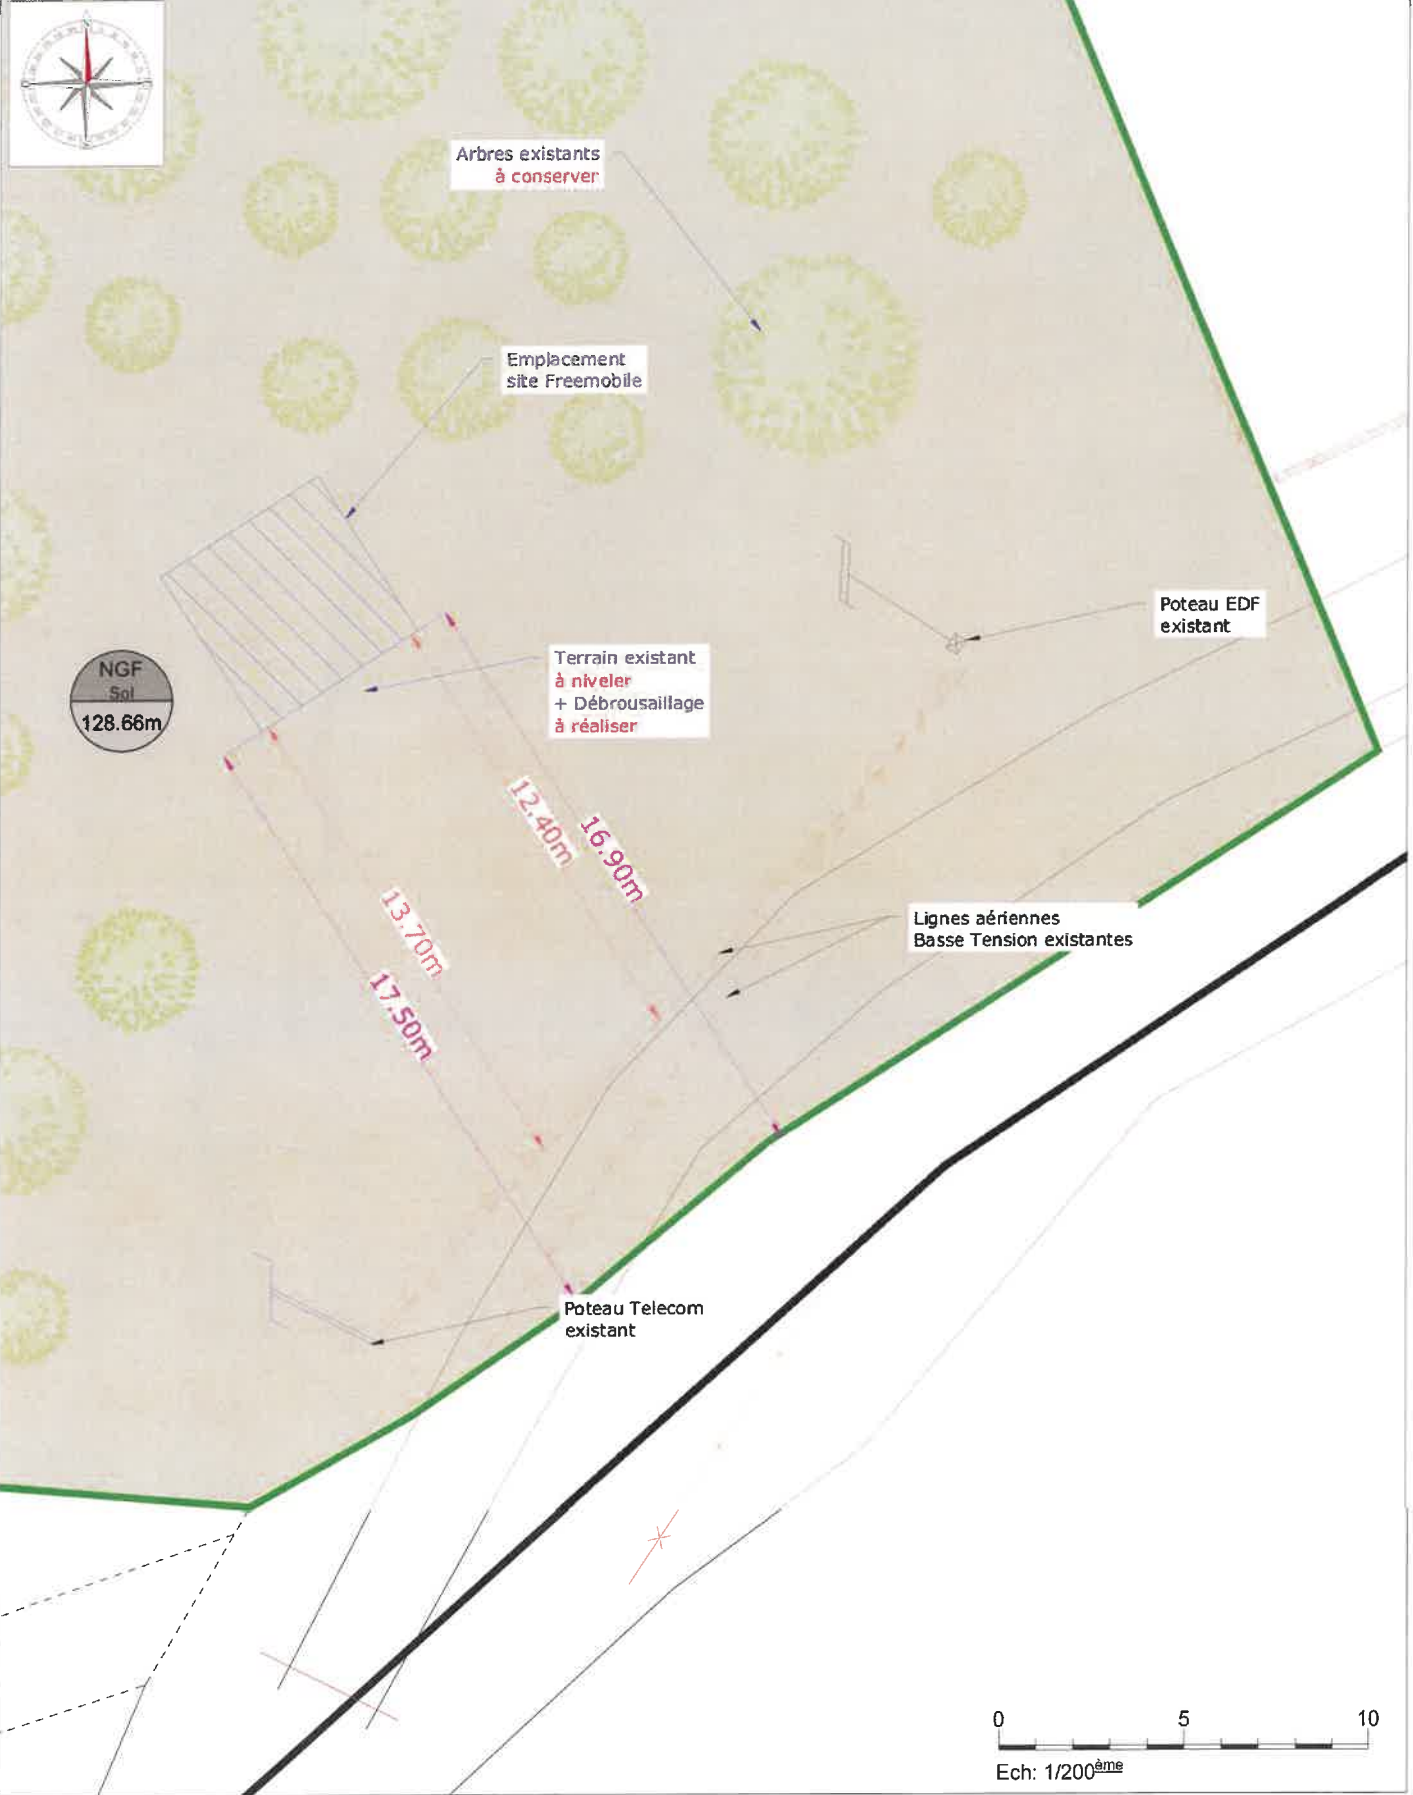 Arbres existants
à conserver
Emplacement
site Freemobile
Poteau EDF
existant
NGF
Sol
128.66m
Terrain existant
à niveler
+ Débrousaillage
à réaliser
12.40m
16.90m
13.70m
17.50m
Lignes aériennes
Basse Tension existantes
Poteau Telecom
existant
0 5 10
Ech: 1/200ème